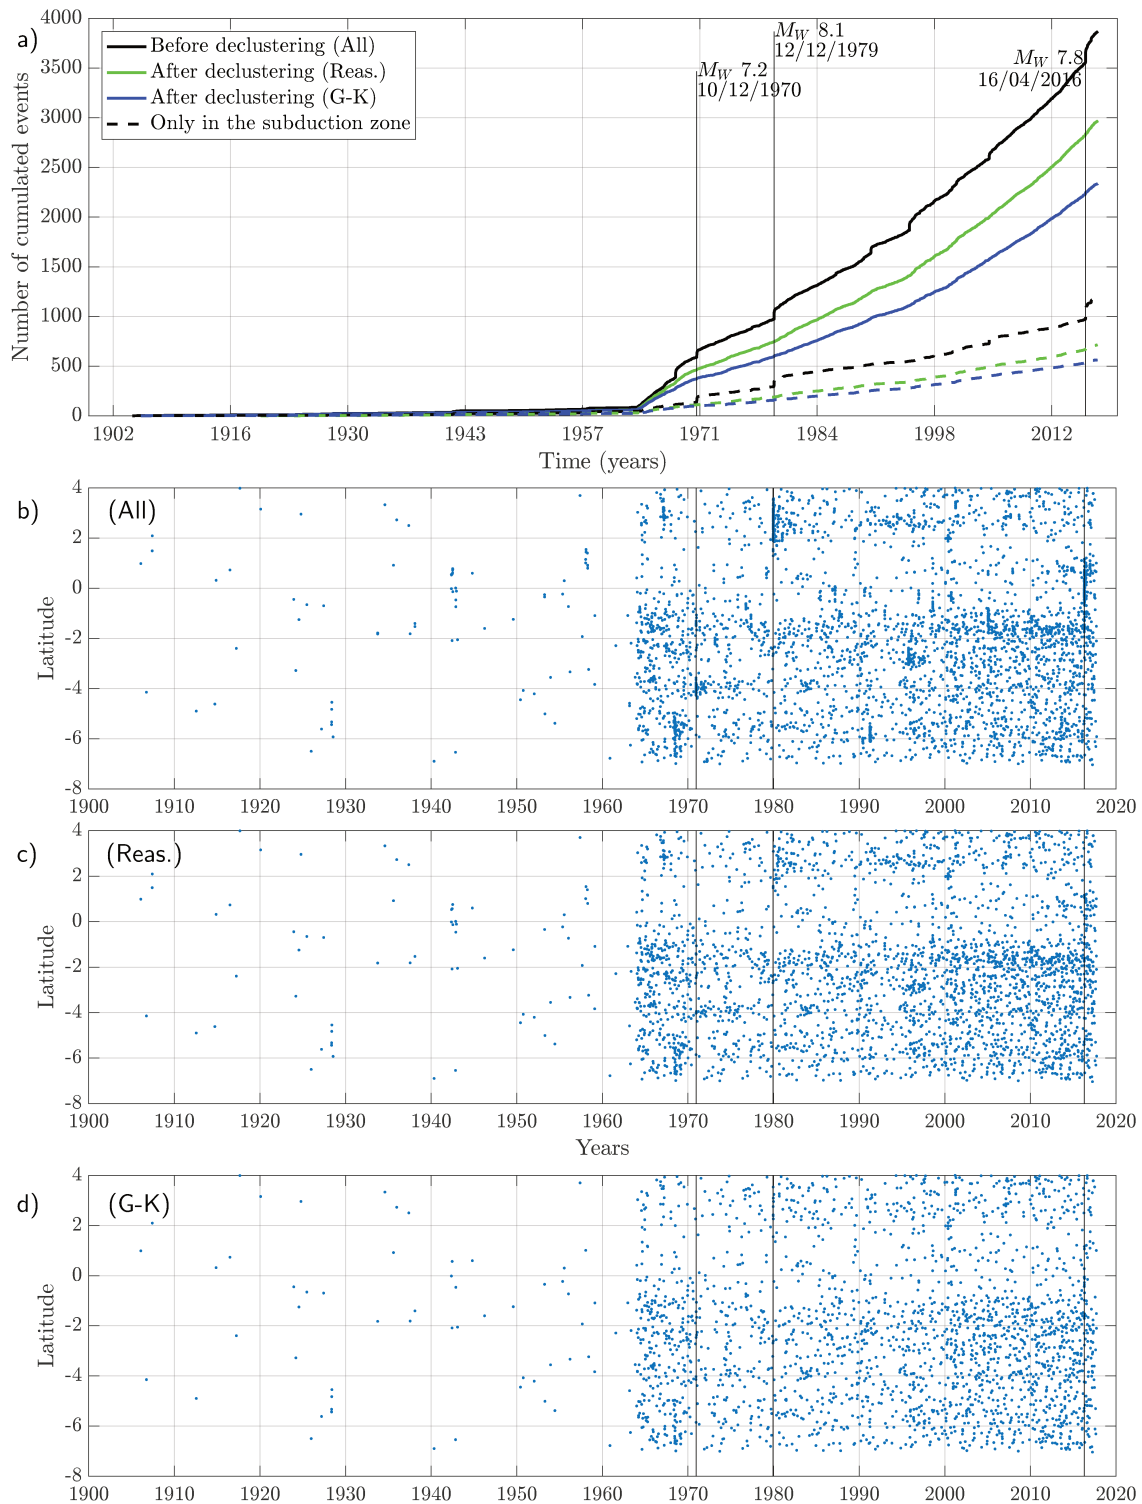 a)
4000
3500
3000
2500
2000
1500
1000
500
0
Number of cumulated events
Before declustering (All)
After declustering (Reas.)
After declustering (G-K)
Only in the subduction zone
M_W 7.2
10/12/1970
M_W 8.1
12/12/1979
M_W 7.8
16/04/2016
1902 1916 1930 1943 1957 1971 1984 1998 2012
Time (years)
b)
(All)
4
2
0
-2
-4
-6
-8
Latitude
1900 1910 1920 1930 1940 1950 1960 1970 1980 1990 2000 2010 2020
c)
(Reas.)
4
2
0
-2
-4
-6
-8
Latitude
1900 1910 1920 1930 1940 1950 1960 1970 1980 1990 2000 2010 2020
Years
d)
(G-K)
4
2
0
-2
-4
-6
-8
Latitude
1900 1910 1920 1930 1940 1950 1960 1970 1980 1990 2000 2010 2020